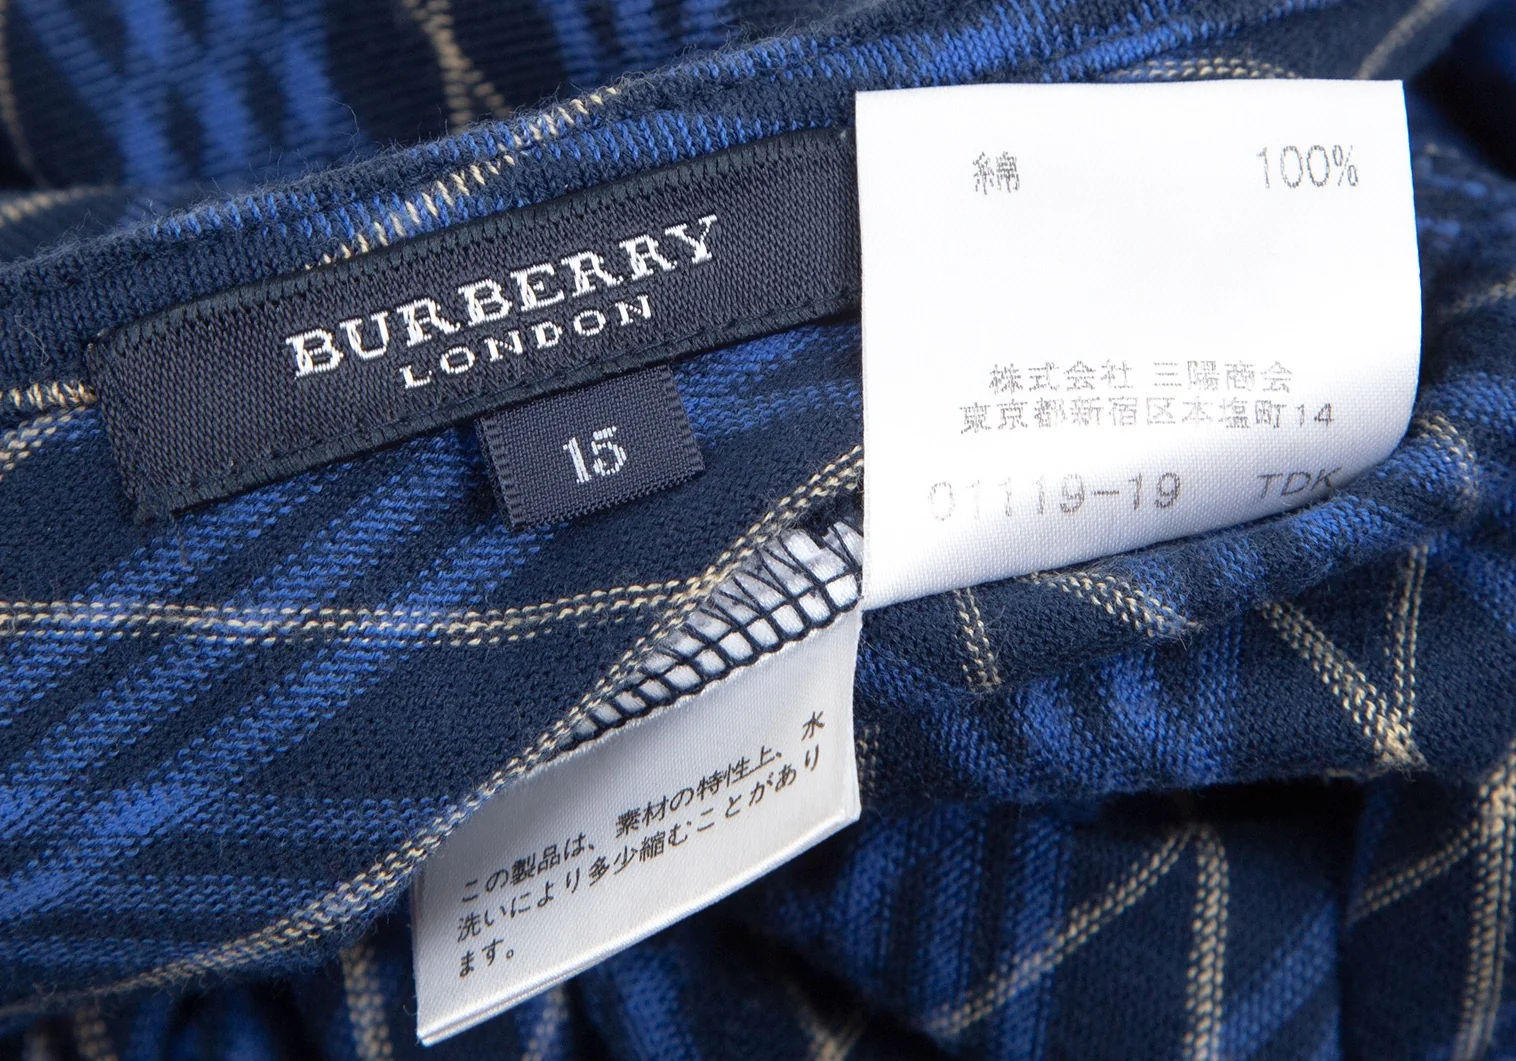 BURBERRY
LONDON
15
綿 100%
株式会社 三陽商会
東京都新宿区本塩町14
01119-19 TDK
この製品は、素材の特性上、水
洗いにより多少縮むことがあり
ます。